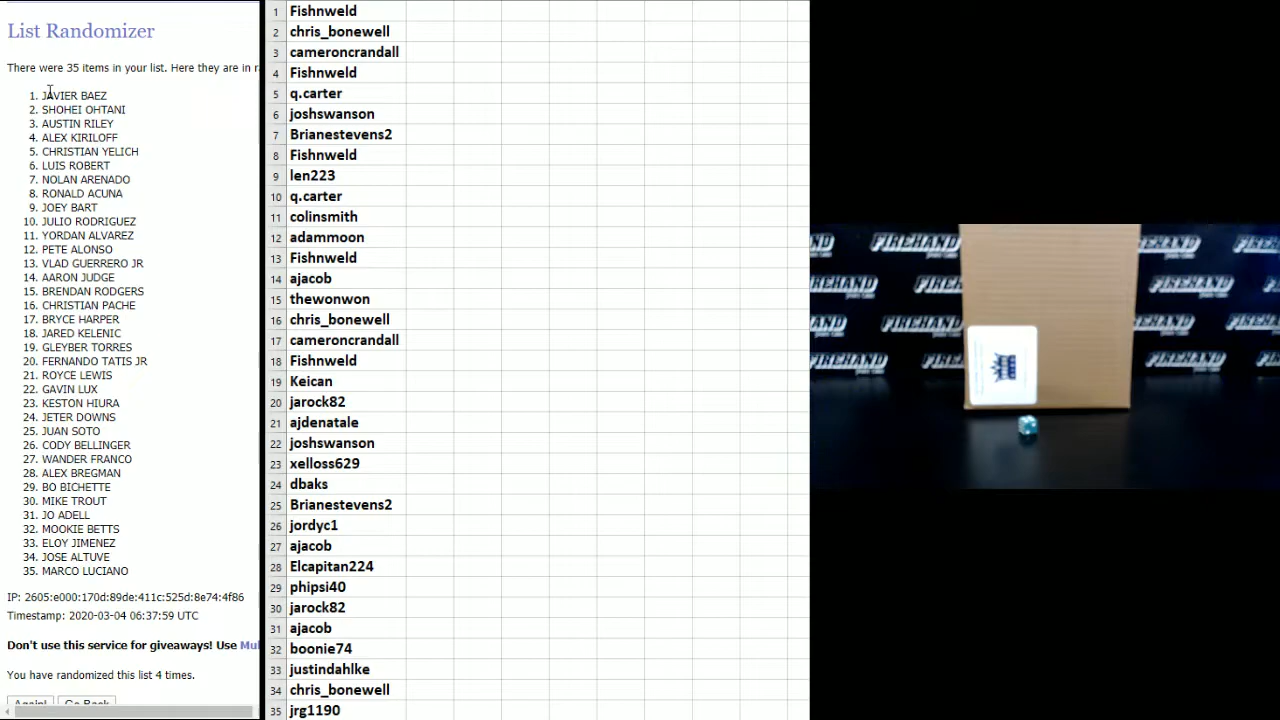 List Randomizer
There were 35 items in your list. Here they are in r
1. JAVIER BAEZ
2. SHOHEI OHTANI
3. AUSTIN RILEY
4. ALEX KIRILOFF
5. CHRISTIAN YELICH
6. LUIS ROBERT
7. NOLAN ARENADO
8. RONALD ACUNA
9. JOEY BART
10. JULIO RODRIGUEZ
11. YORDAN ALVAREZ
12. PETE ALONSO
13. VLAD GUERRERO JR
14. AARON JUDGE
15. BRENDAN RODGERS
16. CHRISTIAN PACHE
17. BRYCE HARPER
18. JARED KELENIC
19. GLEYBER TORRES
20. FERNANDO TATIS JR
21. ROYCE LEWIS
22. GAVIN LUX
23. KESTON HIURA
24. JETER DOWNS
25. JUAN SOTO
26. CODY BELLINGER
27. WANDER FRANCO
28. ALEX BREGMAN
29. BO BICHETTE
30. MIKE TROUT
31. JO ADELL
32. MOOKIE BETTS
33. ELOY JIMENEZ
34. JOSE ALTUVE
35. MARCO LUCIANO
IP: 2605:e000:170d:89de:411c:525d:8e74:4f86
Timestamp: 2020-03-04 06:37:59 UTC
Don't use this service for giveaways! Use Mul
You have randomized this list 4 times.
Again! Go Back
1 Fishnweld
2 chris_bonewell
3 cameroncrandall
4 Fishnweld
5 q.carter
6 joshswanson
7 Brianestevens2
8 Fishnweld
9 len223
10 q.carter
11 colinsmith
12 adammoon
13 Fishnweld
14 ajacob
15 thewonwon
16 chris_bonewell
17 cameroncrandall
18 Fishnweld
19 Keican
20 jarock82
21 ajdenatale
22 joshswanson
23 xelloss629
24 dbaks
25 Brianestevens2
26 jordyc1
27 ajacob
28 Elcapitan224
29 phipsi40
30 jarock82
31 ajacob
32 boonie74
33 justindahlke
34 chris_bonewell
35 jrg1190
FIREHAND